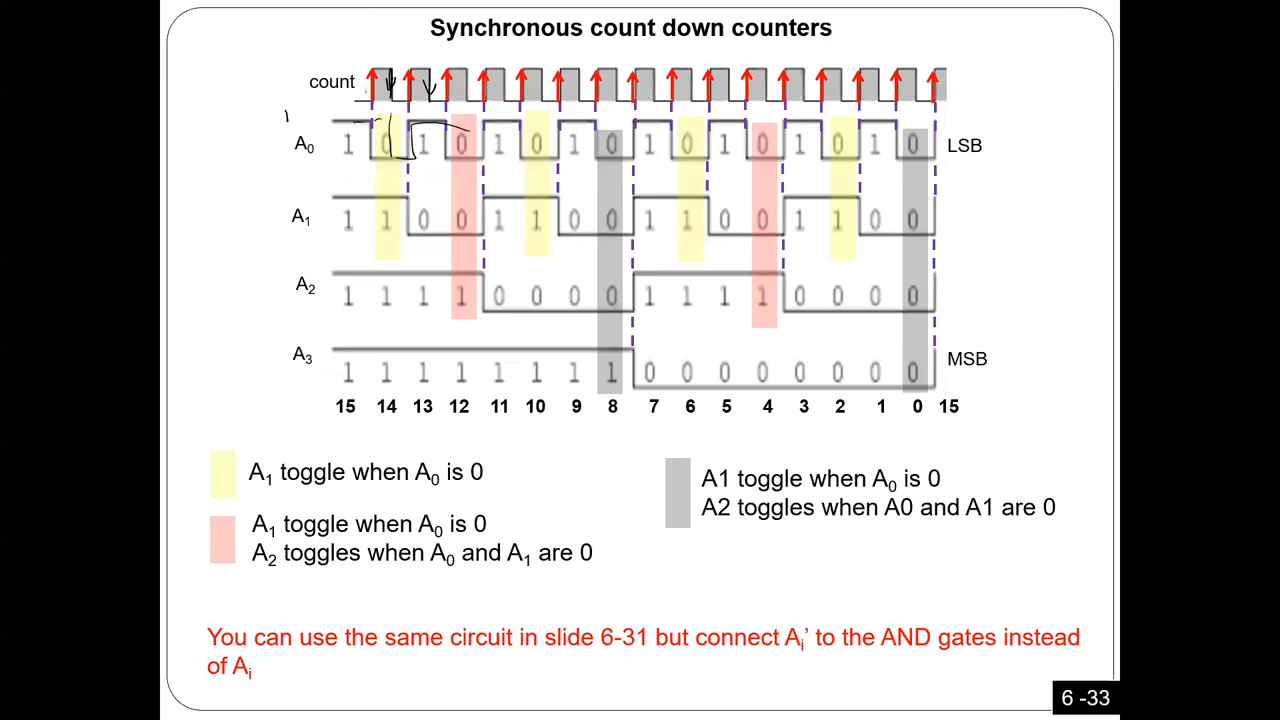 Synchronous count down counters
count
A₀ 1 0 1 0 1 0 1 0 1 0 1 0 1 0 1 0 LSB
A₁ 1 1 0 0 1 1 0 0 1 1 0 0 1 1 0 0
A₂ 1 1 1 1 0 0 0 0 1 1 1 1 0 0 0 0
A₃ 1 1 1 1 1 1 1 1 0 0 0 0 0 0 0 0 MSB
15 14 13 12 11 10 9 8 7 6 5 4 3 2 1 0 15
A₁ toggle when A₀ is 0
A₁ toggle when A₀ is 0
A₂ toggles when A₀ and A₁ are 0
A1 toggle when A₀ is 0
A2 toggles when A0 and A1 are 0
You can use the same circuit in slide 6-31 but connect Aᵢ’ to the AND gates instead
of Aᵢ
6 -33